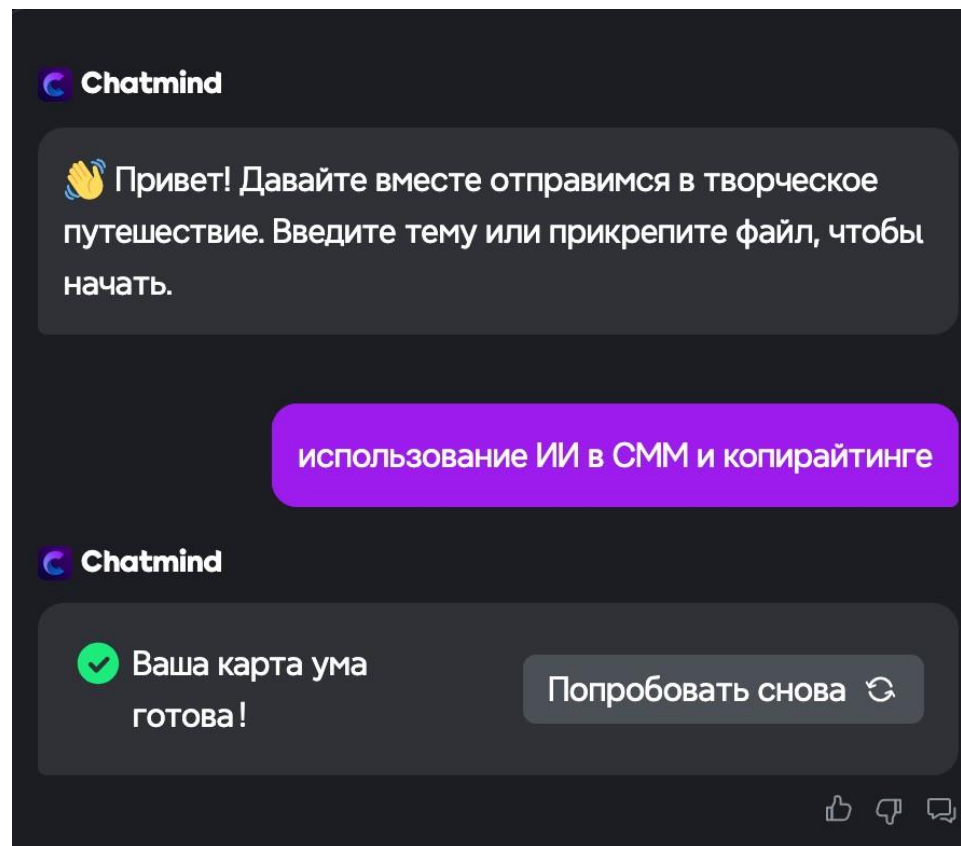 Chatmind
👋 Привет! Давайте вместе отправимся в творческое
путешествие. Введите тему или прикрепите файл, чтобы
начать.
использование ИИ в СММ и копирайтинге
Chatmind
Ваша карта ума
готова!
Попробовать снова